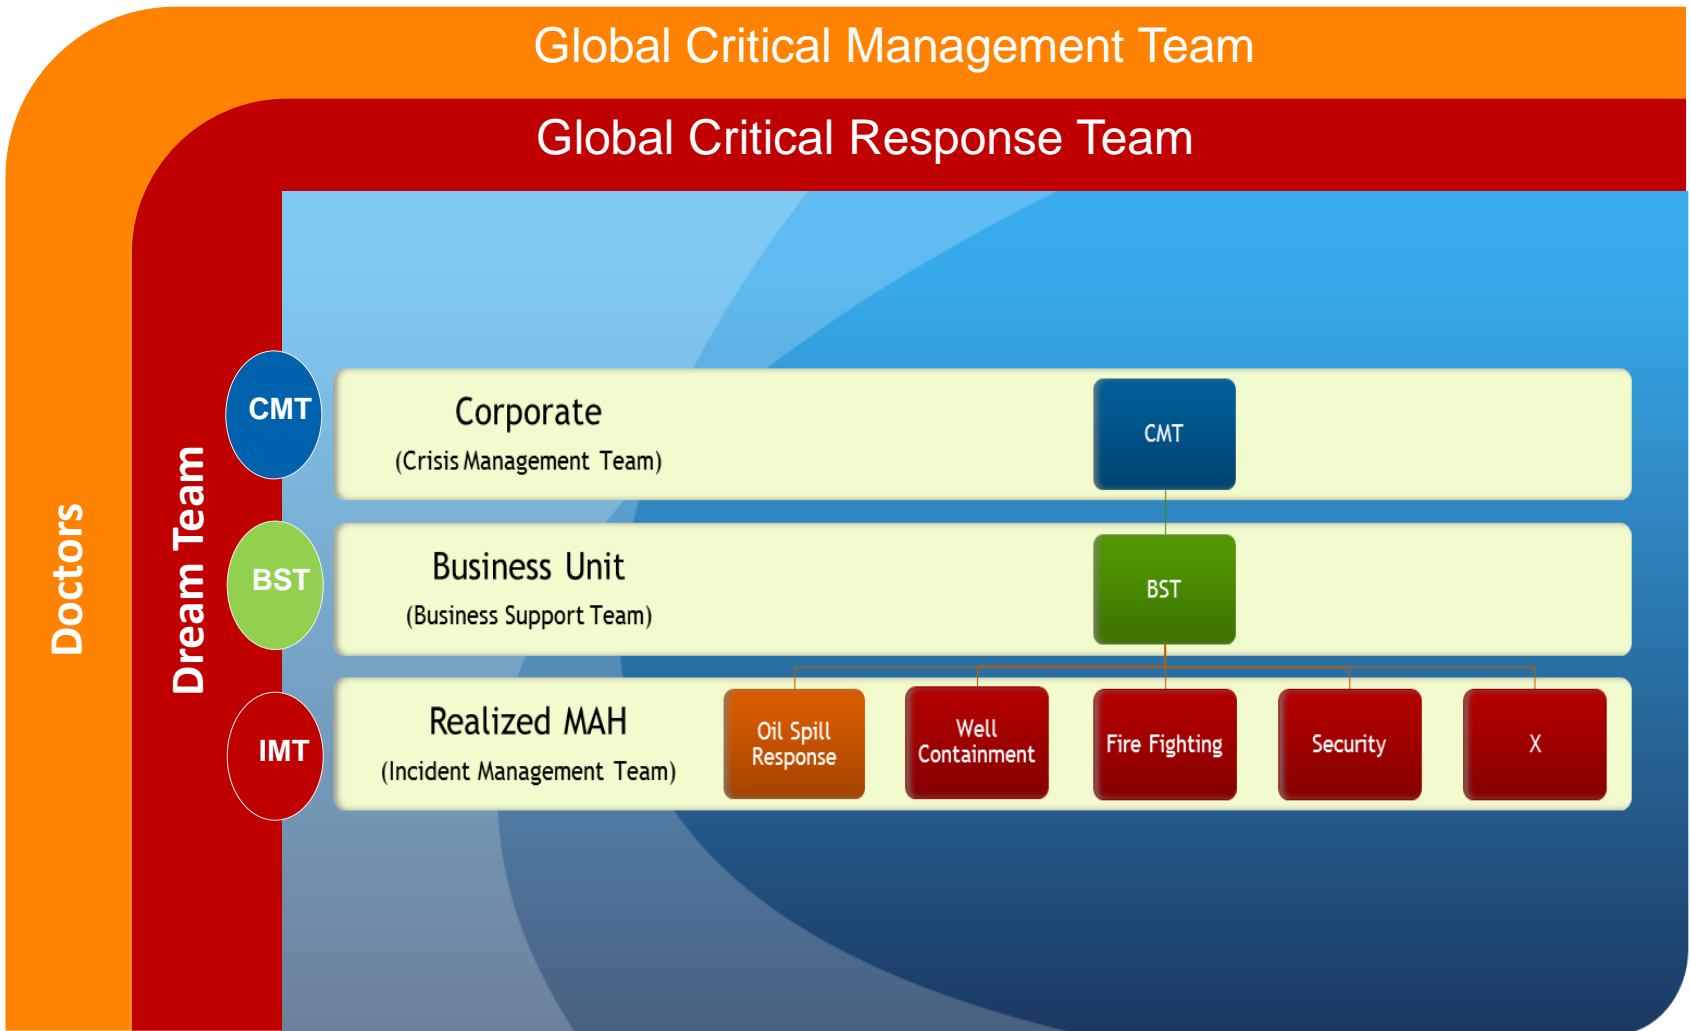 Global Critical Management Team
Global Critical Response Team
Doctors
Dream Team
CMT
Corporate
(Crisis Management Team)
CMT
BST
Business Unit
(Business Support Team)
BST
IMT
Realized MAH
(Incident Management Team)
Oil Spill
Response
Well
Containment
Fire Fighting
Security
X